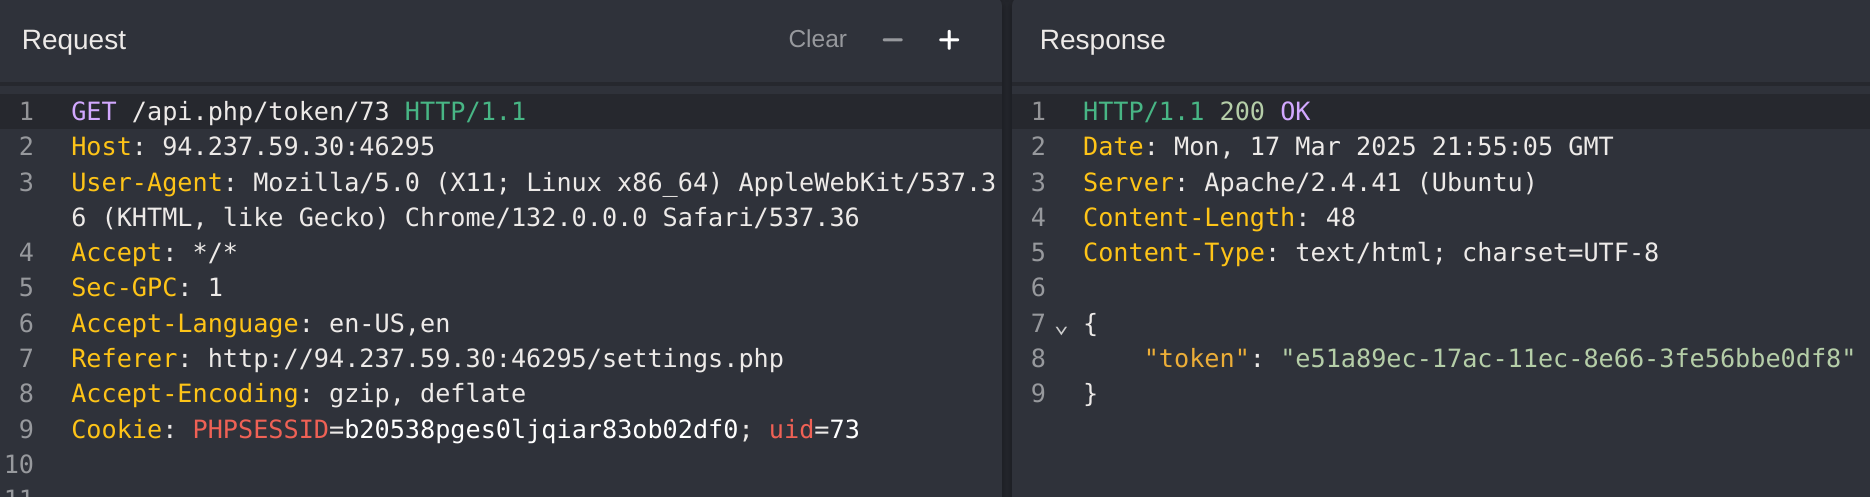 Request
Clear
Response
1 GET /api.php/token/73 HTTP/1.1
2 Host: 94.237.59.30:46295
3 User-Agent: Mozilla/5.0 (X11; Linux x86_64) AppleWebKit/537.3
6 (KHTML, like Gecko) Chrome/132.0.0.0 Safari/537.36
4 Accept: */*
5 Sec-GPC: 1
6 Accept-Language: en-US,en
7 Referer: http://94.237.59.30:46295/settings.php
8 Accept-Encoding: gzip, deflate
9 Cookie: PHPSESSID=b20538pges0ljqiar83ob02df0; uid=73
10
11
1 HTTP/1.1 200 OK
2 Date: Mon, 17 Mar 2025 21:55:05 GMT
3 Server: Apache/2.4.41 (Ubuntu)
4 Content-Length: 48
5 Content-Type: text/html; charset=UTF-8
6
7 {
8 "token": "e51a89ec-17ac-11ec-8e66-3fe56bbe0df8"
9 }